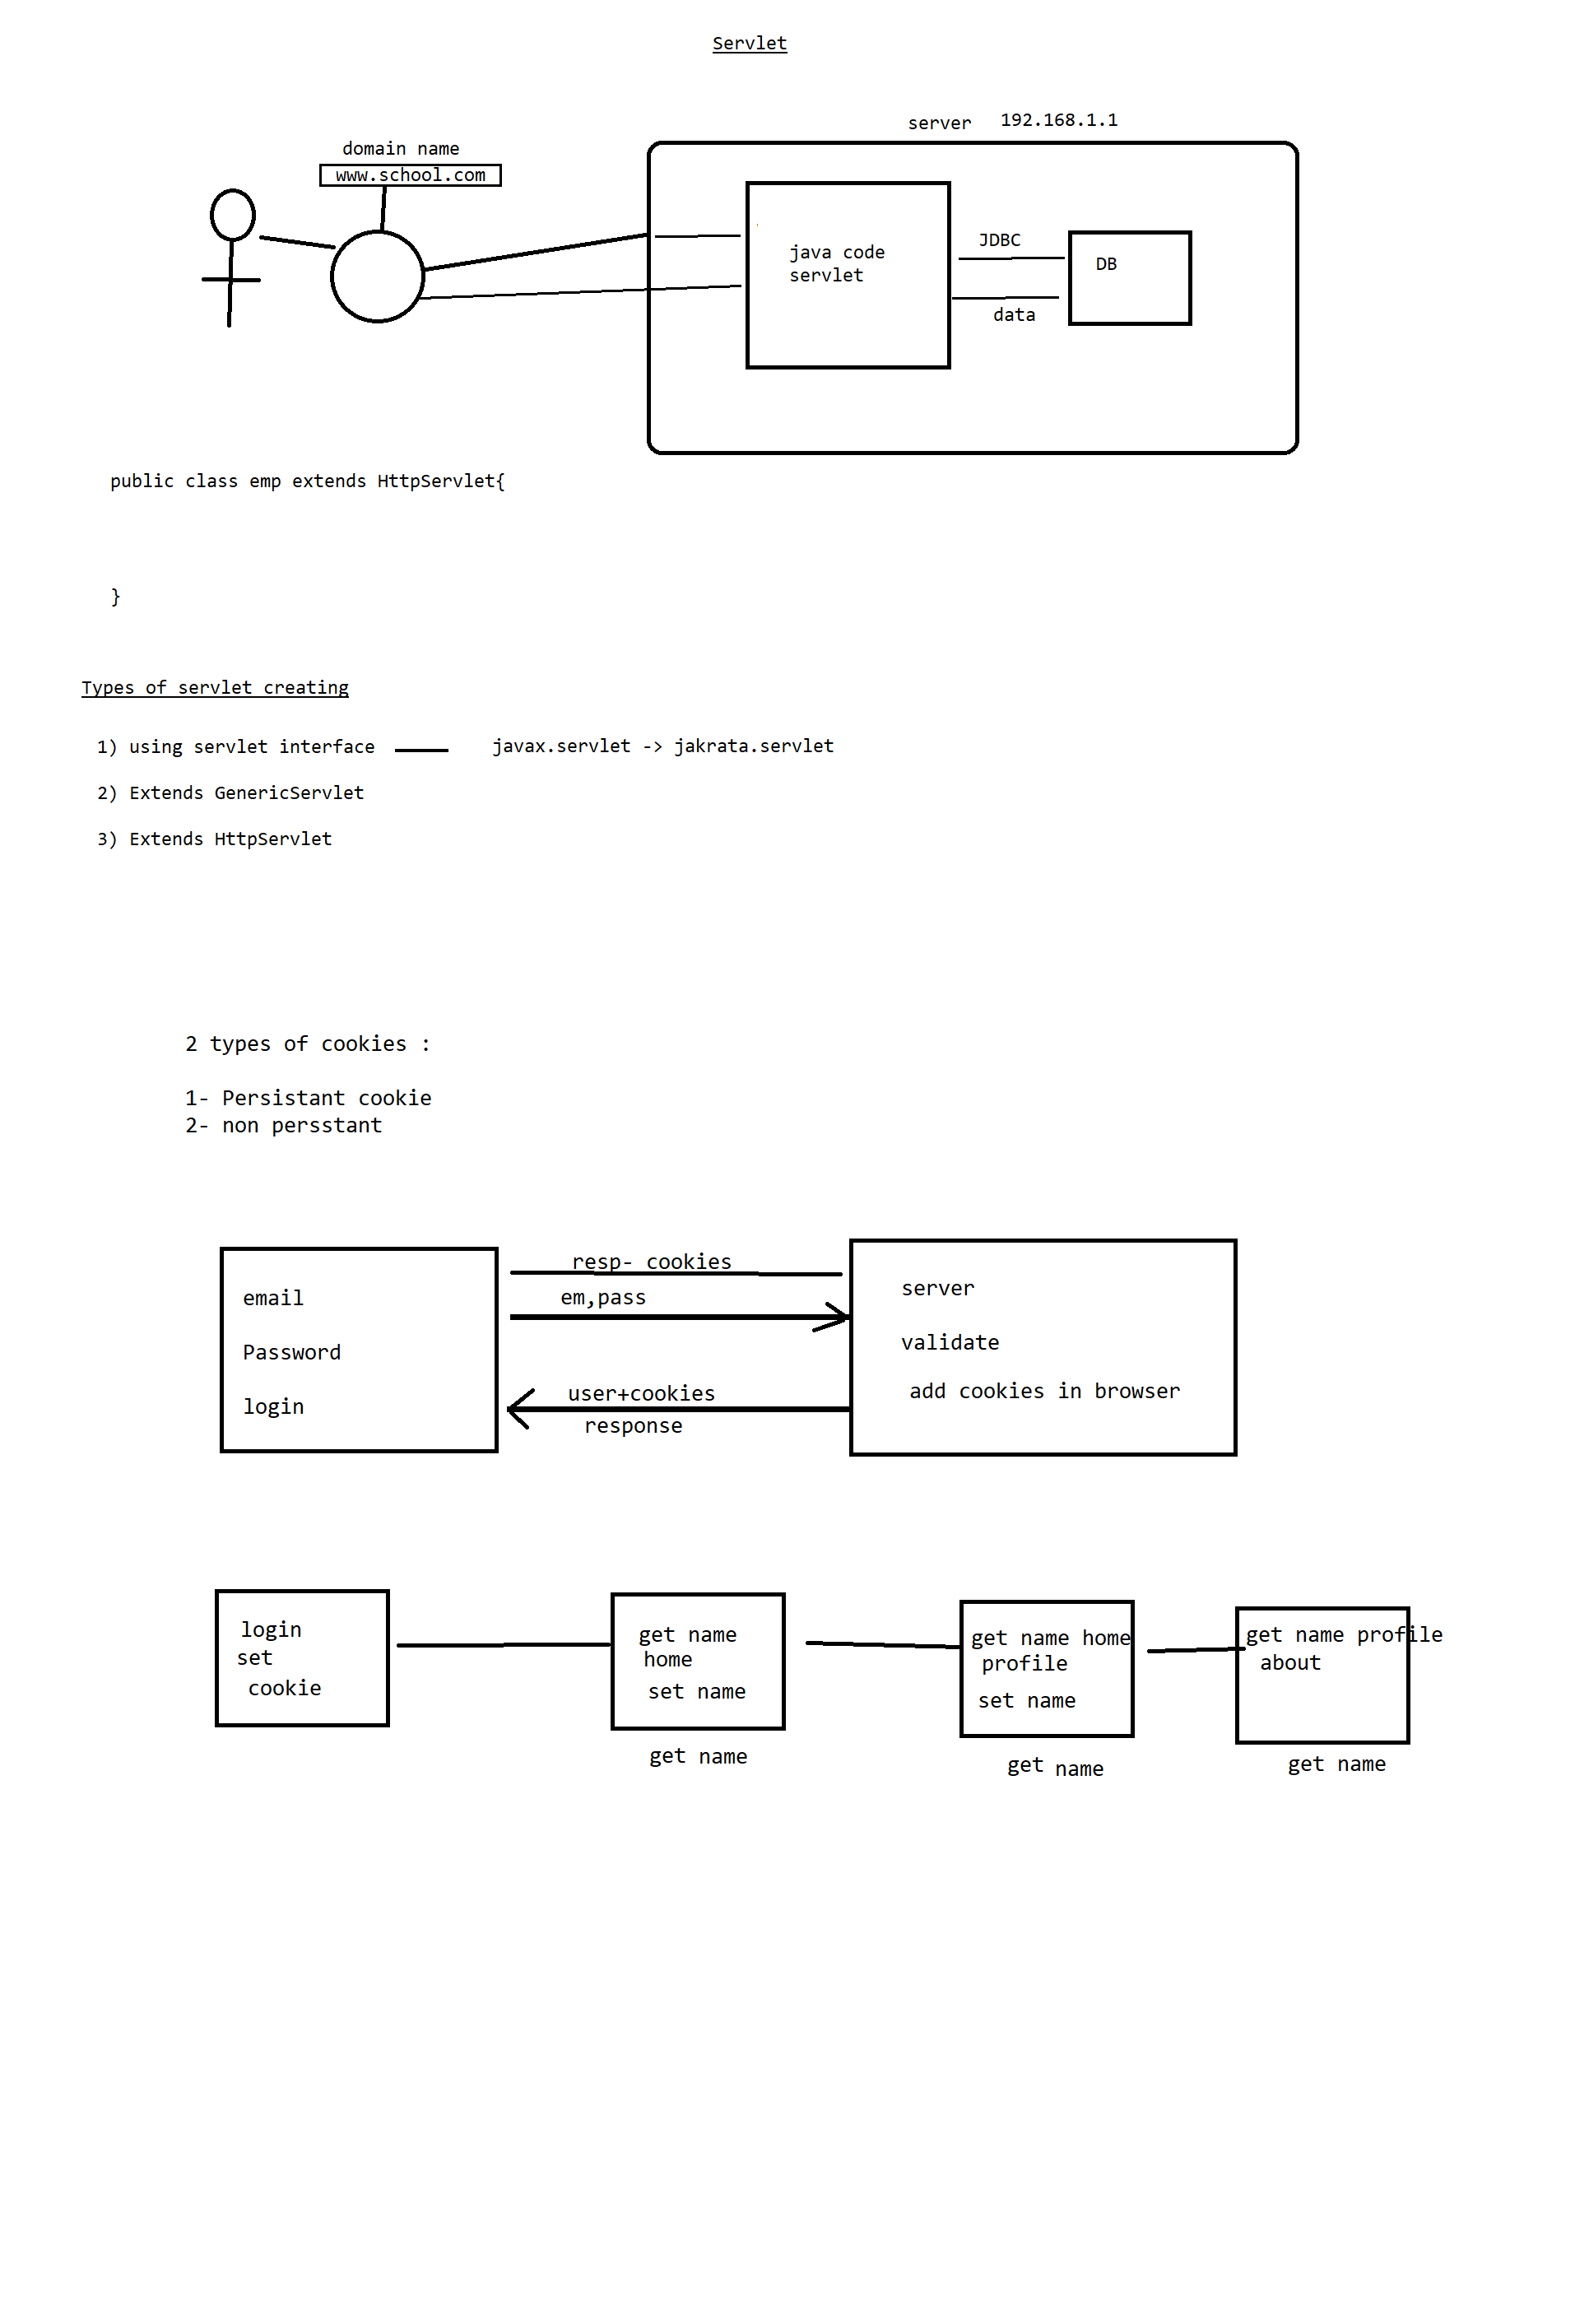 Servlet
server 192.168.1.1
domain name
www.school.com
java code
servlet
JDBC
DB
data
public class emp extends HttpServlet{
}
Types of servlet creating
1) using servlet interface
javax.servlet -> jakrata.servlet
2) Extends GenericServlet
3) Extends HttpServlet
2 types of cookies :
1- Persistant cookie
2- non persstant
email
Password
login
resp- cookies
em,pass
user+cookies
response
server
validate
add cookies in browser
login
set
cookie
get name
home
set name
get name
get name home
profile
set name
get name
get name profile
about
get name